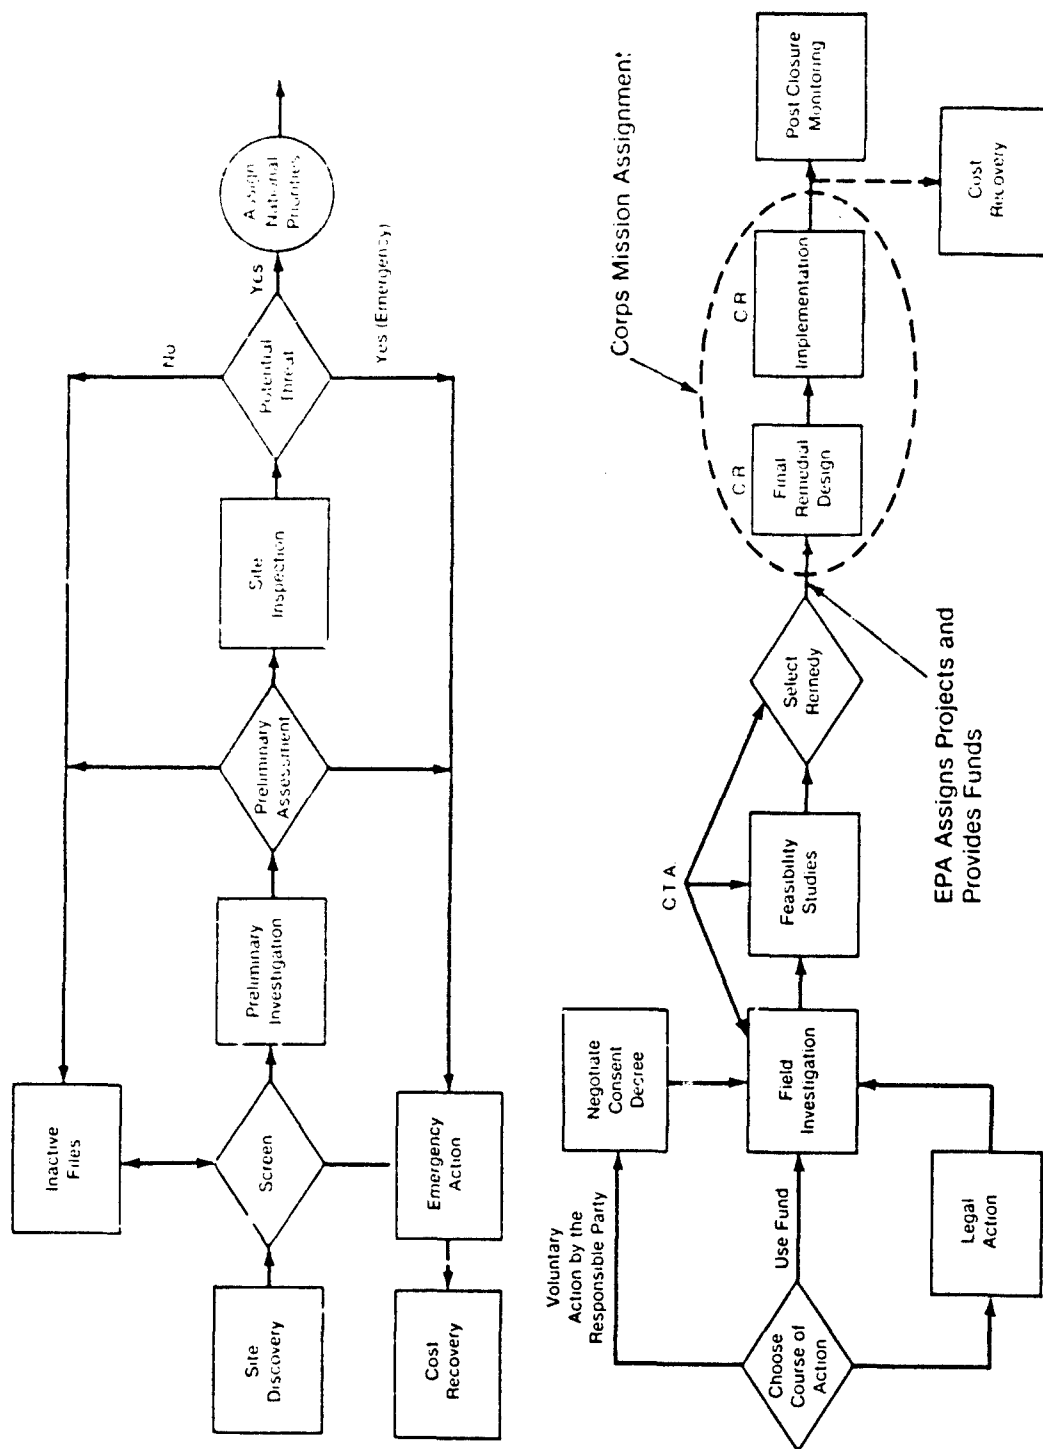 Inactive
Files
Site
Discovery
Screen
Preliminary
Investigation
Preliminary
Assessment
Site
Inspection
Potential
Threat
No
Yes
Yes (Emergency)
Assign
National
Priorities
Cost
Recovery
Emergency
Action
Voluntary
Action by the
Responsible Party
Negotiate
Consent
Decree
Choose
Course of
Action
Use Fund
Legal
Action
Field
Investigation
C T A.
Feasibility
Studies
Select
Remedy
EPA Assigns Projects and
Provides Funds
Corps Mission Assignment
C R
Final
Remedial
Design
C R
Implementation
Post Closure
Monitoring
Cost
Recovery